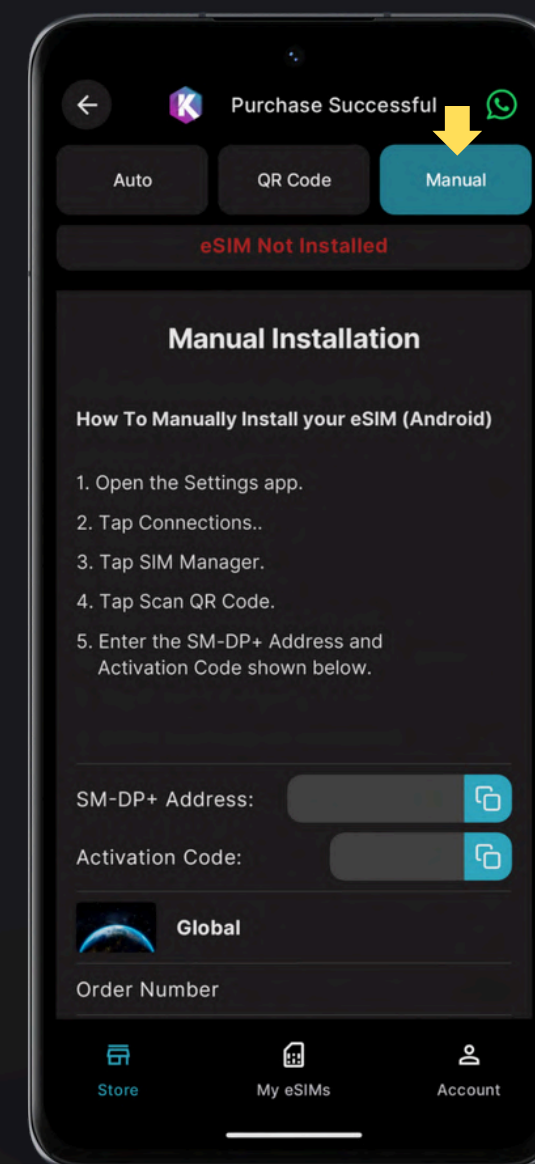 Purchase Successful
Auto
QR Code
Manual
eSIM Not Installed
Manual Installation
How To Manually Install your eSIM (Android)
1. Open the Settings app.
2. Tap Connections..
3. Tap SIM Manager.
4. Tap Scan QR Code.
5. Enter the SM-DP+ Address and
Activation Code shown below.
SM-DP+ Address:
Activation Code:
Global
Order Number
Store
My eSIMs
Account